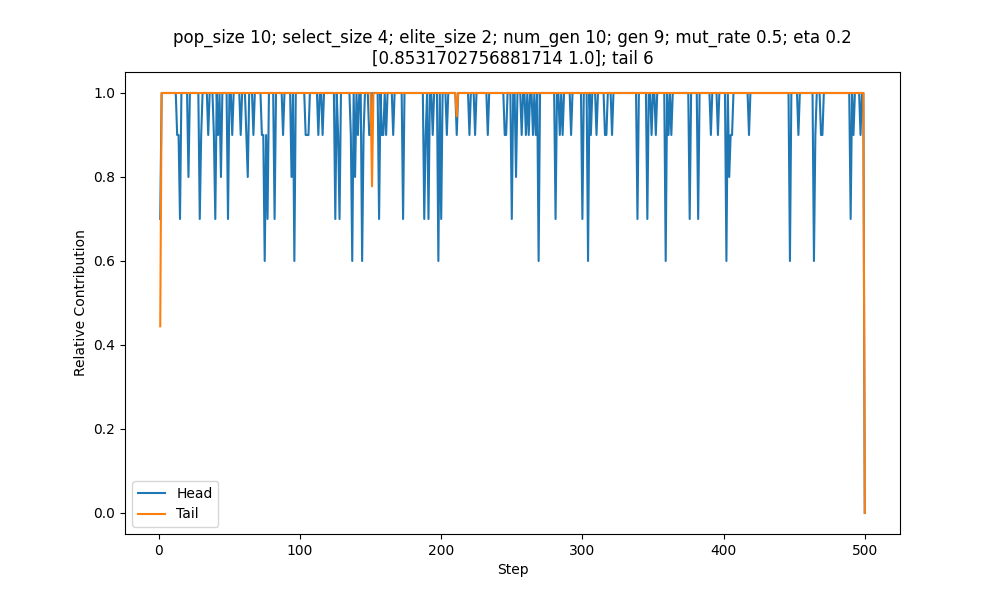 pop_size 10; select_size 4; elite_size 2; num_gen 10; gen 9; mut_rate 0.5; eta 0.2
[0.8531702756881714 1.0]; tail 6
Relative Contribution
1.0
0.8
0.6
0.4
0.2
0.0
Head
Tail
0
100
200
300
400
500
Step